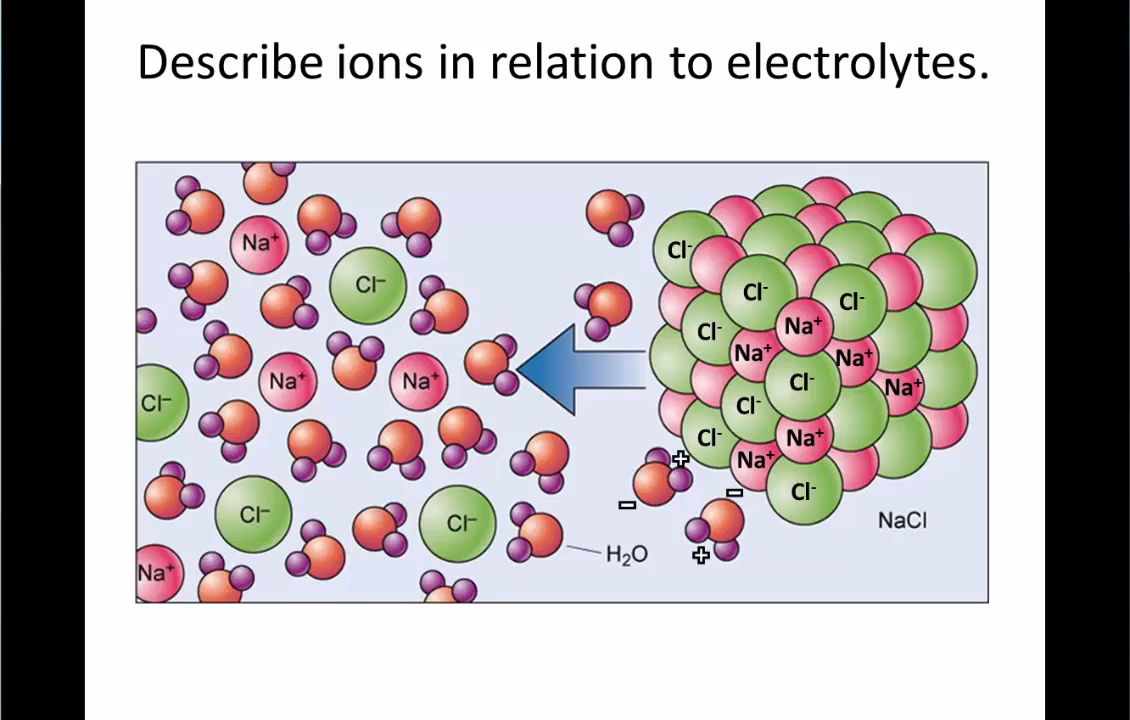 Describe ions in relation to electrolytes.
Na⁺
Cl⁻
Na⁺
Na⁺
Cl⁻
Cl⁻
Cl⁻
Na⁺
H₂O
Cl⁻
Cl⁻
Cl⁻
Cl⁻
Na⁺
Na⁺
Na⁺
Cl⁻
Na⁺
Cl⁻
Cl⁻
Na⁺
Na⁺
Cl⁻
+
-
-
+
NaCl